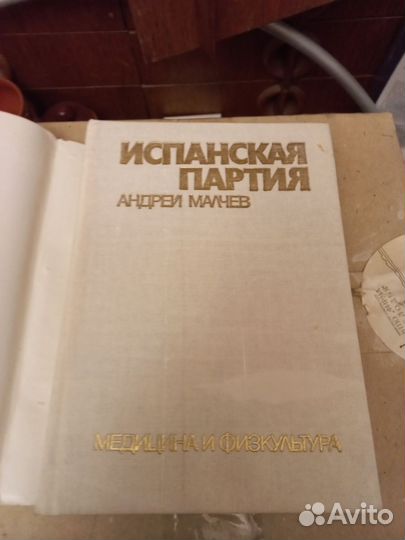 ИСПАНСКАЯ
ПАРТИЯ
АНДРЕЙ МАЛЧЕВ
МЕДИЦИНА И ФИЗКУЛЬТУРА
Avito